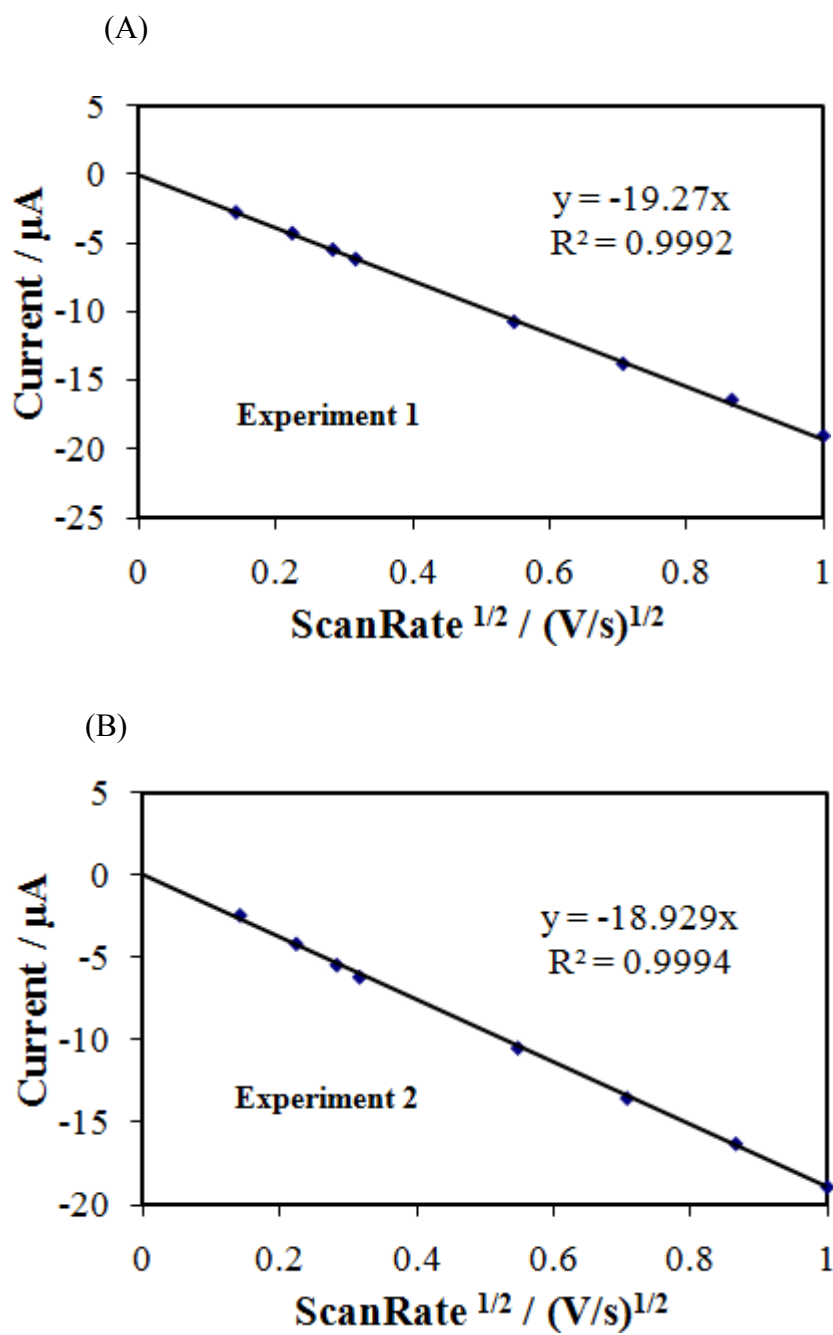 (A)
5
0
-5
-10
-15
-20
-25
Current / µA
y = -19.27x
R² = 0.9992
Experiment 1
0 0.2 0.4 0.6 0.8 1
ScanRate ^1/2 / (V/s)^1/2
(B)
5
0
-5
-10
-15
-20
Current / µA
y = -18.929x
R² = 0.9994
Experiment 2
0 0.2 0.4 0.6 0.8 1
ScanRate ^1/2 / (V/s)^1/2